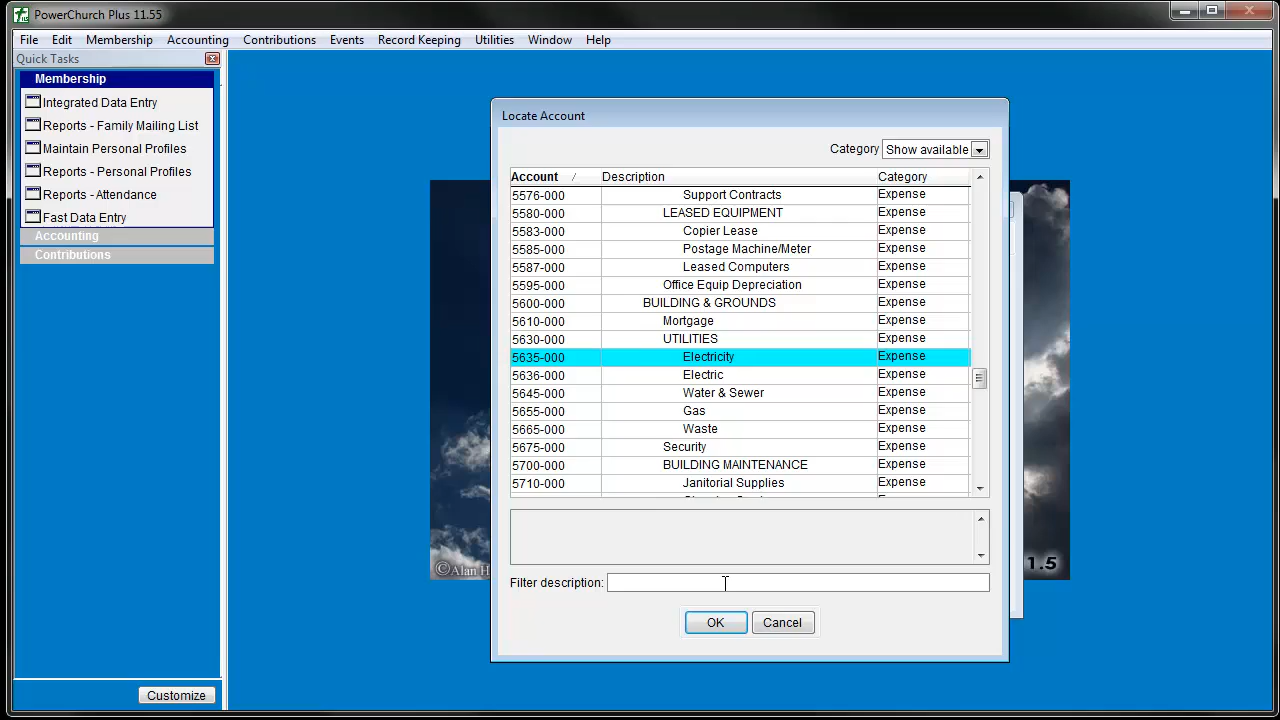 PowerChurch Plus 11.55
File Edit Membership Accounting Contributions Events Record Keeping Utilities Window Help
Quick Tasks
Membership
Integrated Data Entry
Reports - Family Mailing List
Maintain Personal Profiles
Reports - Personal Profiles
Reports - Attendance
Fast Data Entry
Accounting
Contributions
Customize
Locate Account
Category Show available
Account / Description Category
5576-000 Support Contracts Expense
5580-000 LEASED EQUIPMENT Expense
5583-000 Copier Lease Expense
5585-000 Postage Machine/Meter Expense
5587-000 Leased Computers Expense
5595-000 Office Equip Depreciation Expense
5600-000 BUILDING & GROUNDS Expense
5610-000 Mortgage Expense
5630-000 UTILITIES Expense
5635-000 Electricity Expense
5636-000 Electric Expense
5645-000 Water & Sewer Expense
5655-000 Gas Expense
5665-000 Waste Expense
5675-000 Security Expense
5700-000 BUILDING MAINTENANCE Expense
5710-000 Janitorial Supplies Expense
Filter description:
OK Cancel
©Alan H
1.5